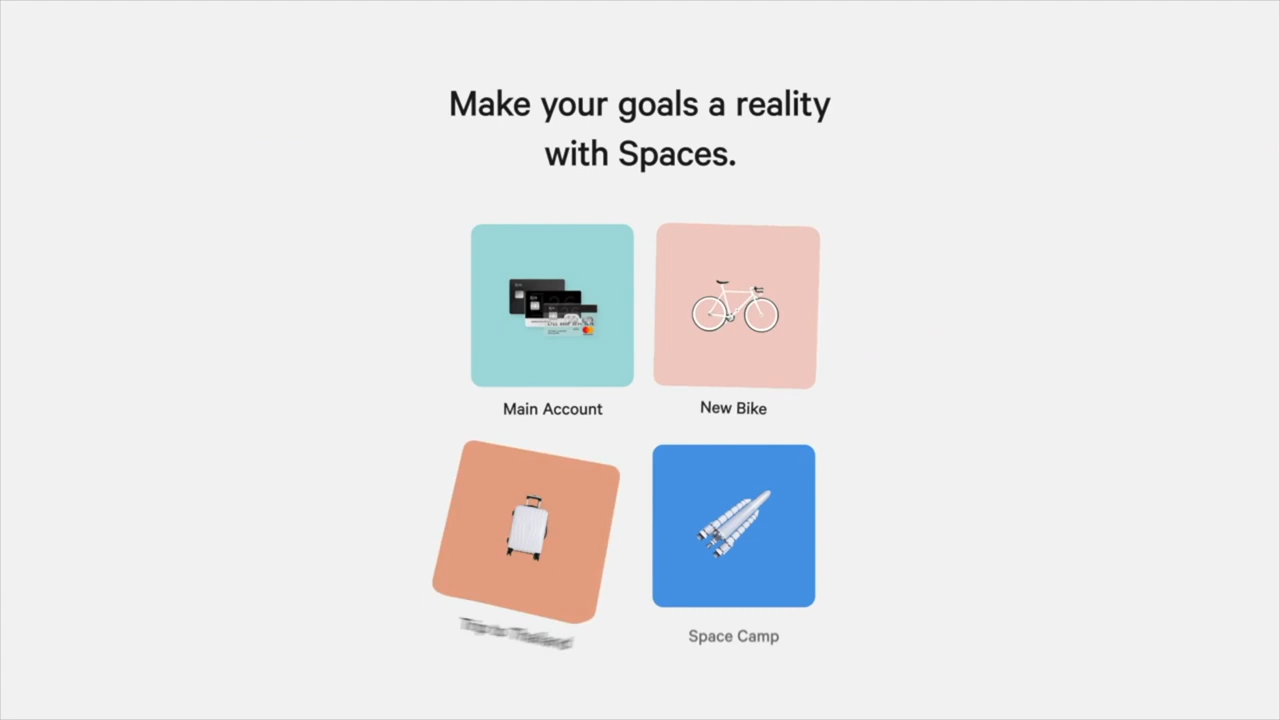 Make your goals a reality
with Spaces.
Main Account
New Bike
Space Camp